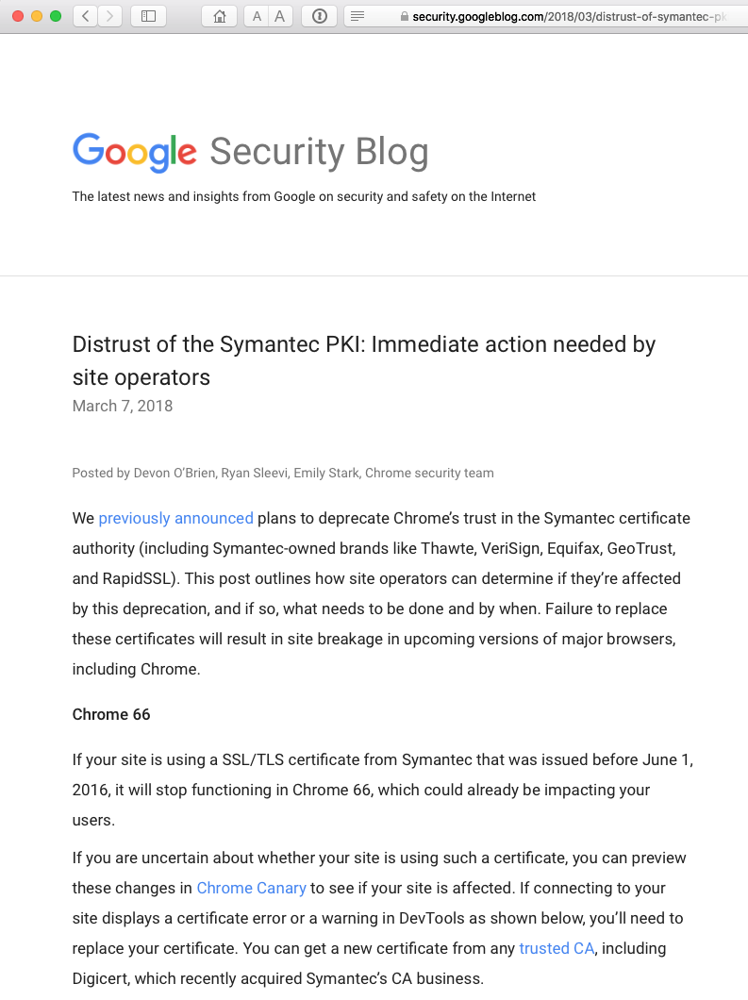 A A
security.googleblog.com/2018/03/distrust-of-symantec-pk
Google Security Blog
The latest news and insights from Google on security and safety on the Internet
Distrust of the Symantec PKI: Immediate action needed by
site operators
March 7, 2018
Posted by Devon O’Brien, Ryan Sleevi, Emily Stark, Chrome security team
We previously announced plans to deprecate Chrome’s trust in the Symantec certificate
authority (including Symantec-owned brands like Thawte, VeriSign, Equifax, GeoTrust,
and RapidSSL). This post outlines how site operators can determine if they’re affected
by this deprecation, and if so, what needs to be done and by when. Failure to replace
these certificates will result in site breakage in upcoming versions of major browsers,
including Chrome.
Chrome 66
If your site is using a SSL/TLS certificate from Symantec that was issued before June 1,
2016, it will stop functioning in Chrome 66, which could already be impacting your
users.
If you are uncertain about whether your site is using such a certificate, you can preview
these changes in Chrome Canary to see if your site is affected. If connecting to your
site displays a certificate error or a warning in DevTools as shown below, you’ll need to
replace your certificate. You can get a new certificate from any trusted CA, including
Digicert, which recently acquired Symantec’s CA business.